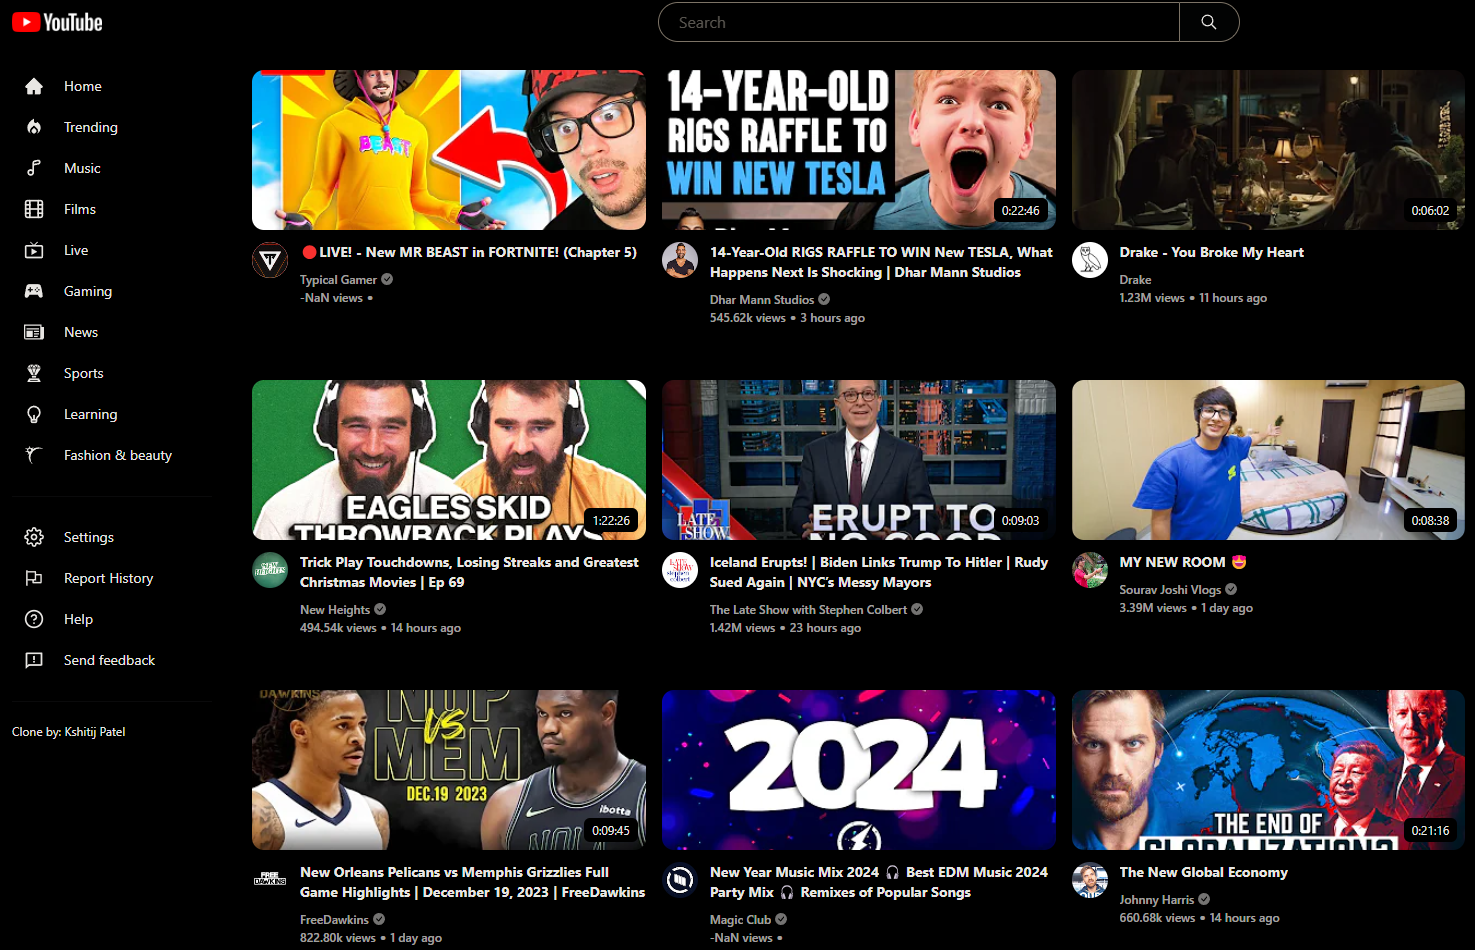 YouTube
Search
Home
Trending
Music
Films
Live
Gaming
News
Sports
Learning
Fashion & beauty
Settings
Report History
Help
Send feedback
Clone by: Kshitij Patel
BEAST
🔴LIVE! - New MR BEAST in FORTNITE! (Chapter 5)
Typical Gamer
-NaN views •
14-YEAR-OLD
RIGS RAFFLE TO
WIN NEW TESLA
0:22:46
14-Year-Old RIGS RAFFLE TO WIN New TESLA, What
Happens Next Is Shocking | Dhar Mann Studios
Dhar Mann Studios
545.62k views • 3 hours ago
0:06:02
Drake - You Broke My Heart
Drake
1.23M views • 11 hours ago
EAGLES SKID
THROWBACK PLAYS
1:22:26
NEW
HEIGHTS
Trick Play Touchdowns, Losing Streaks and Greatest
Christmas Movies | Ep 69
New Heights
494.54k views • 14 hours ago
LATE
SHOW
ERUPT TO
NO GOOD
0:09:03
LATE
SHOW
stephen
colbert
Iceland Erupts! | Biden Links Trump To Hitler | Rudy
Sued Again | NYC’s Messy Mayors
The Late Show with Stephen Colbert
1.42M views • 23 hours ago
0:08:38
MY NEW ROOM 😍
Sourav Joshi Vlogs
3.39M views • 1 day ago
DAWKINS
NOP
VS
MEM
DEC.19 2023
ibotta
NOLA
0:09:45
FREE
DAWKINS
New Orleans Pelicans vs Memphis Grizzlies Full
Game Highlights | December 19, 2023 | FreeDawkins
FreeDawkins
822.80k views • 1 day ago
2024
New Year Music Mix 2024 🎧 Best EDM Music 2024
Party Mix 🎧 Remixes of Popular Songs
Magic Club
-NaN views •
THE END OF
GLOBALIZATION?
0:21:16
The New Global Economy
Johnny Harris
660.68k views • 14 hours ago